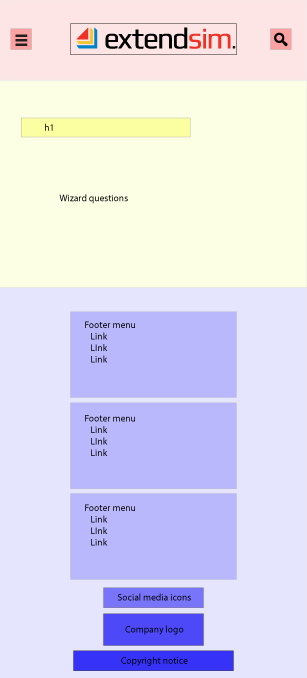 extendsim.
h1
Wizard questions
Footer menu
Link
LInk
Link
Footer menu
Link
LInk
Link
Footer menu
Link
LInk
Link
Social media icons
Company logo
Copyright notice